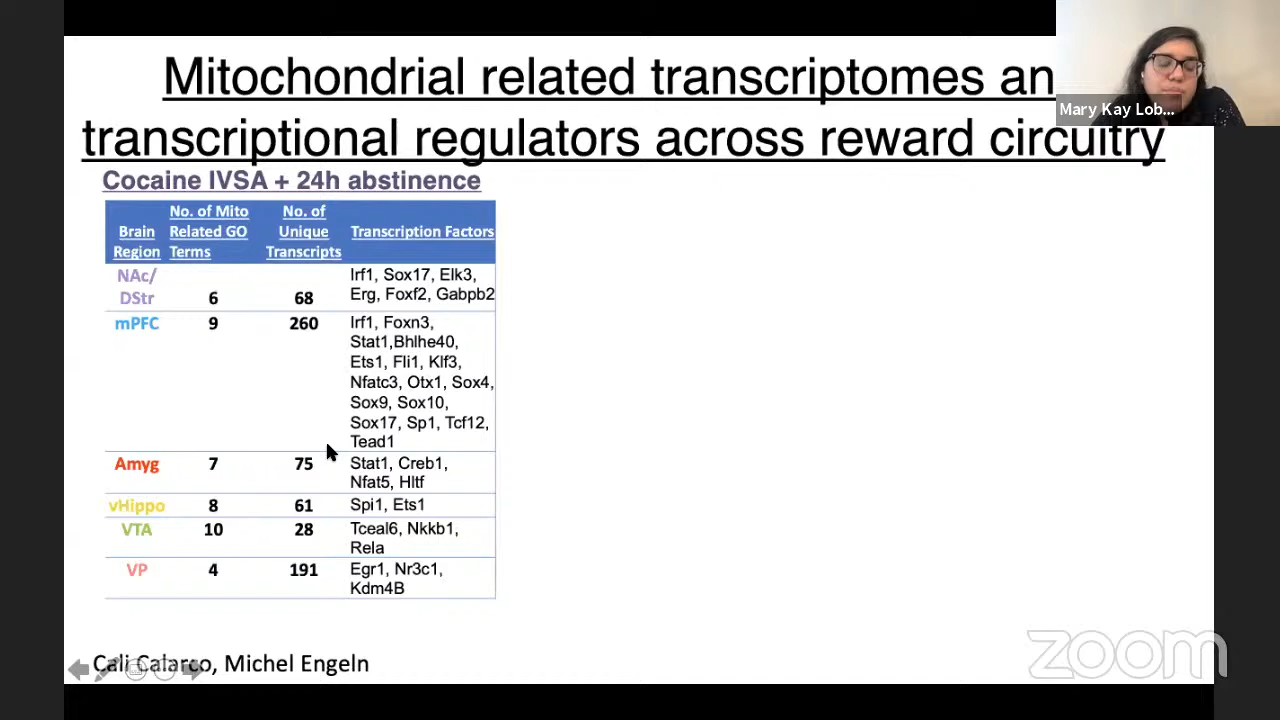 Mitochondrial related transcriptomes an
transcriptional regulators across reward circuitry
Mary Kay Lob...
Cocaine IVSA + 24h abstinence
Brain Region | No. of Mito Related GO Terms | No. of Unique Transcripts | Transcription Factors
NAc/ DStr | 6 | 68 | Irf1, Sox17, Elk3,
Erg, Foxf2, Gabpb2
mPFC | 9 | 260 | Irf1, Foxn3,
Stat1,Bhlhe40,
Ets1, Fli1, Klf3,
Nfatc3, Otx1, Sox4,
Sox9, Sox10,
Sox17, Sp1, Tcf12,
Tead1
Amyg | 7 | 75 | Stat1, Creb1,
Nfat5, Hltf
vHippo | 8 | 61 | Spi1, Ets1
VTA | 10 | 28 | Tceal6, Nkkb1,
Rela
VP | 4 | 191 | Egr1, Nr3c1,
Kdm4B
Cali Calarco, Michel Engeln
zoom